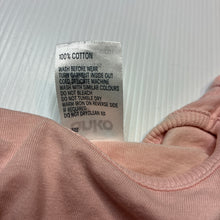 100% COTTON
WASH BEFORE WEAR
TURN GARMENT INSIDE OUT
COLD, DELICATE MACHINE
WASH WITH SIMILAR COLOURS
DO NOT BLEACH
DO NOT TUMBLE DRY
WARM IRON ON REVERSE
SIDE IF REQUIRED
DO NOT DRYCLEAN